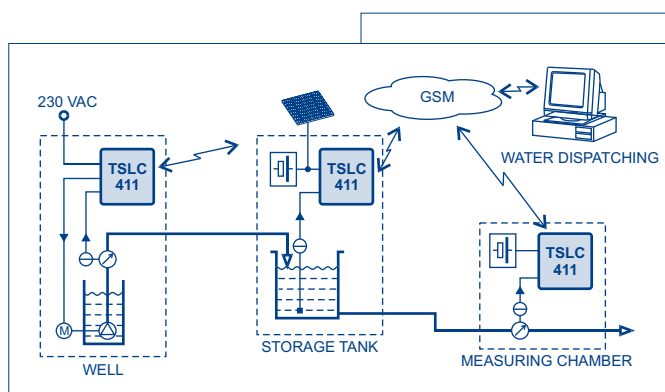 230 VAC
TSLC
411
TSLC
411
GSM
WATER DISPATCHING
TSLC
411
M
WELL
STORAGE TANK
MEASURING CHAMBER